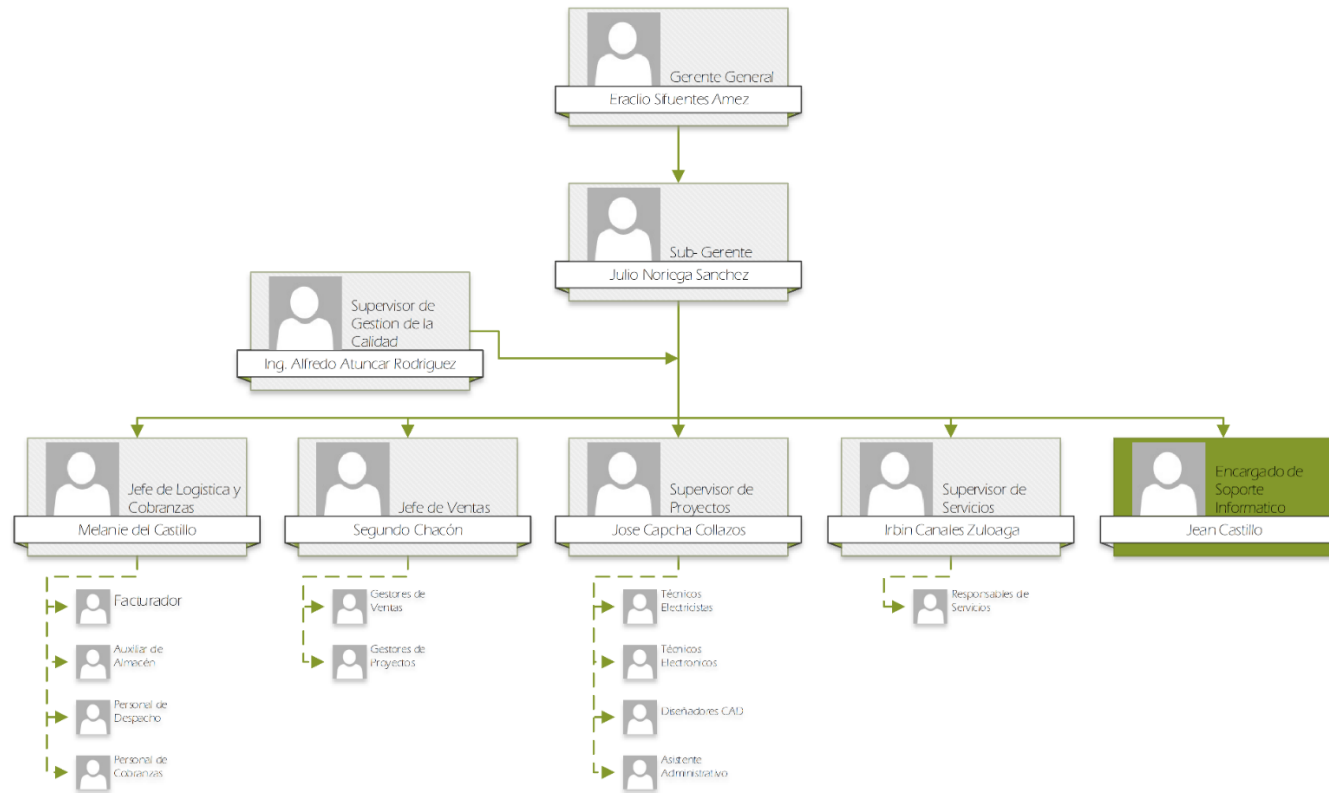 Gerente General
Eraclio Sifuentes Amez
Sub- Gerente
Julio Noriega Sanchez
Supervisor de
Gestion de la
Calidad
Ing. Alfredo Atuncar Rodriguez
Jefe de Logistica y
Cobranzas
Melanie del Castillo
Jefe de Ventas
Segundo Chacón
Supervisor de
Proyectos
Jose Capcha Collazos
Supervisor de
Servicios
Irbin Canales Zuloaga
Encargado de
Soporte
Informatico
Jean Castillo
Facturador
Auxiliar de
Almacén
Personal de
Despacho
Personal de
Cobranzas
Gestores de
Ventas
Gestores de
Proyectos
Técnicos
Electricistas
Técnicos
Electronicos
Diseñadores CAD
Asistente
Administrativo
Responsables de
Servicios